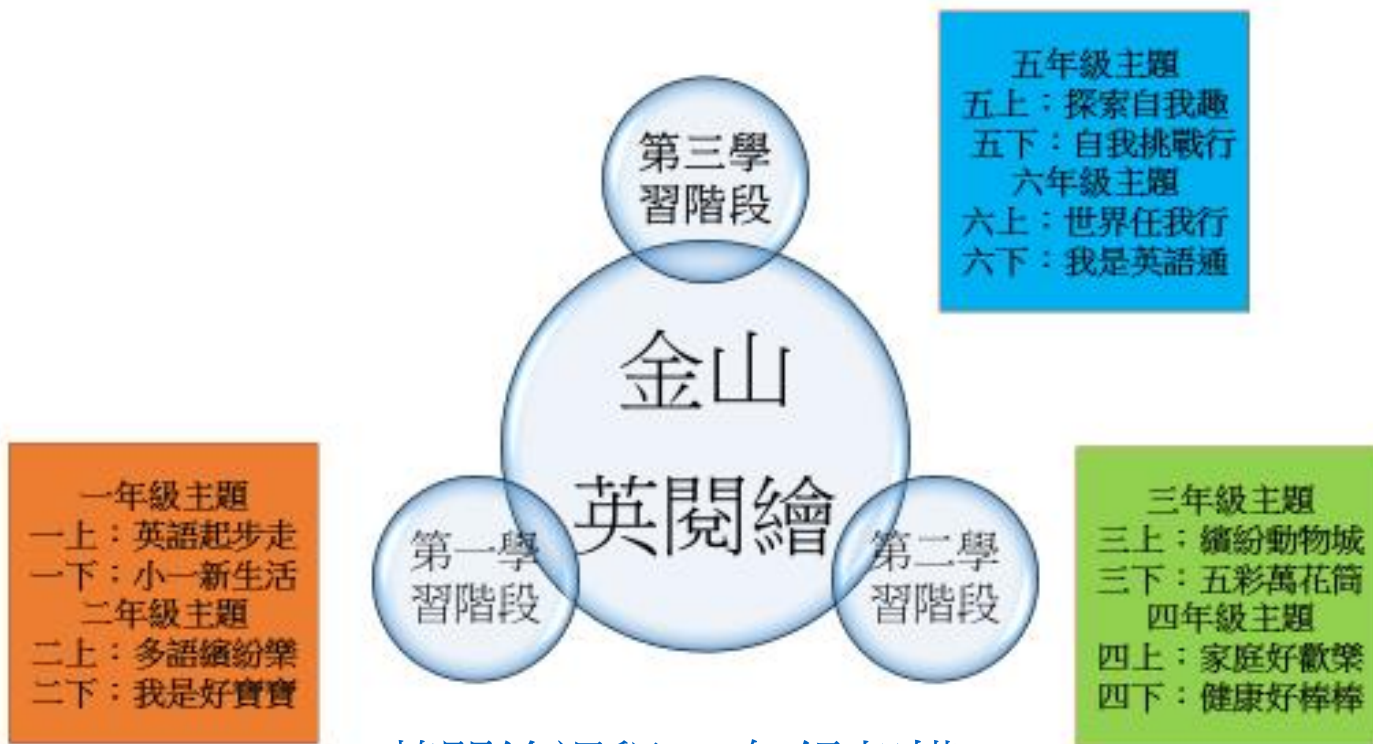 五年級主題
五上：探索自我趣
五下：自我挑戰行
六年級主題
六上：世界任我行
六下：我是英語通
第三學
習階段
金山
英閱繪
第一學
習階段
第二學
習階段
一年級主題
一上：英語起步走
一下：小一新生活
二年級主題
二上：多語繽紛樂
二下：我是好寶寶
三年級主題
三上：繽紛動物城
三下：五彩萬花筒
四年級主題
四上：家庭好歡樂
四下：健康好棒棒